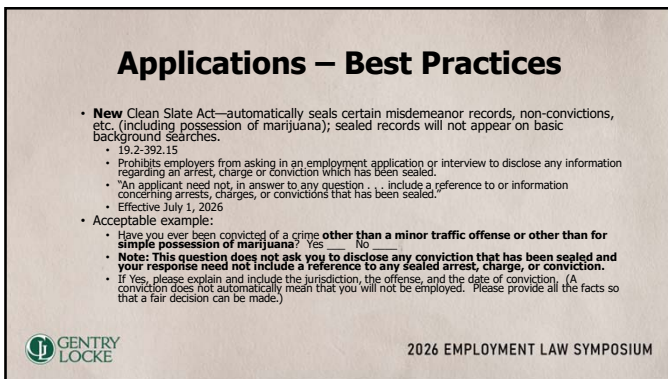 Applications – Best Practices
• New Clean Slate Act—automatically seals certain misdemeanor records, non-convictions,
etc. (including possession of marijuana); sealed records will not appear on basic
background searches.
• 19.2-392.15
• Prohibits employers from asking in an employment application or interview to disclose any information
regarding an arrest, charge or conviction which has been sealed.
• “An applicant need not, in answer to any question . . . include a reference to or information
concerning arrests, charges, or convictions that has been sealed.”
• Effective July 1, 2026
• Acceptable example:
• Have you ever been convicted of a crime other than a minor traffic offense or other than for
simple possession of marijuana? Yes ___ No ____
• Note: This question does not ask you to disclose any conviction that has been sealed and
your response need not include a reference to any sealed arrest, charge, or conviction.
• If Yes, please explain and include the jurisdiction, the offense, and the date of conviction. (A
conviction does not automatically mean that you will not be employed. Please provide all the facts so
that a fair decision can be made.)
GENTRY
LOCKE
2026 EMPLOYMENT LAW SYMPOSIUM